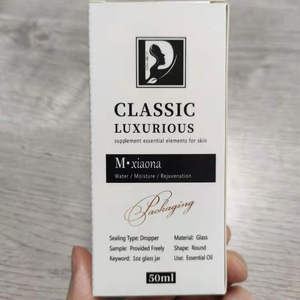 CLASSIC
LUXURIOUS
supplement essential elements for skin
M·xiaona
Water / Moisture / Rejuvenation
Packaging
Sealing Type: Dropper Material: Glass
Sample: Provided Freely Shape: Round
Keyword: 1oz glass jar Use: Essential Oil
50ml